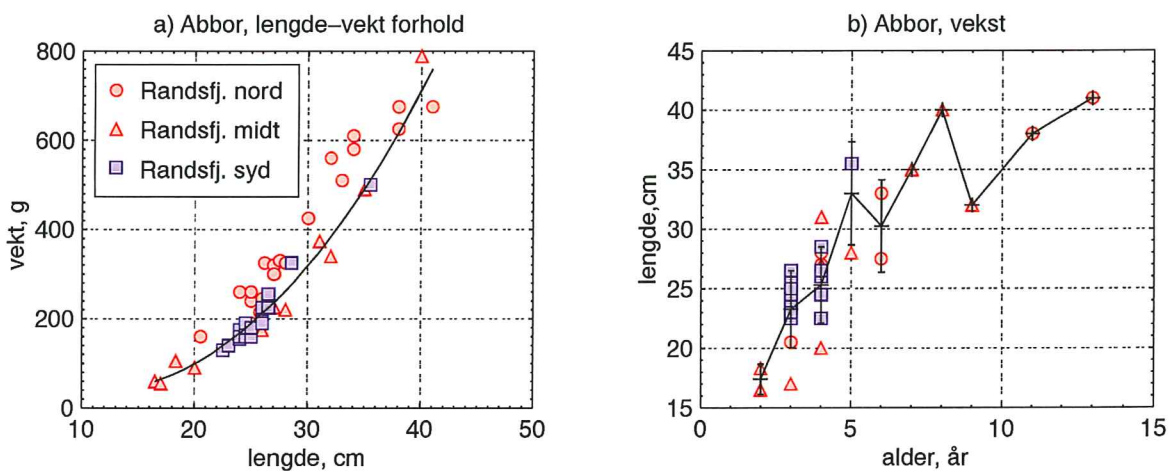 a) Abbor, lengde–vekt forhold
800
600
400
200
0
vekt, g
Randsfj. nord
Randsfj. midt
Randsfj. syd
10
20
30
40
50
lengde, cm
b) Abbor, vekst
45
40
35
30
25
20
15
lengde,cm
0
5
10
15
alder, år